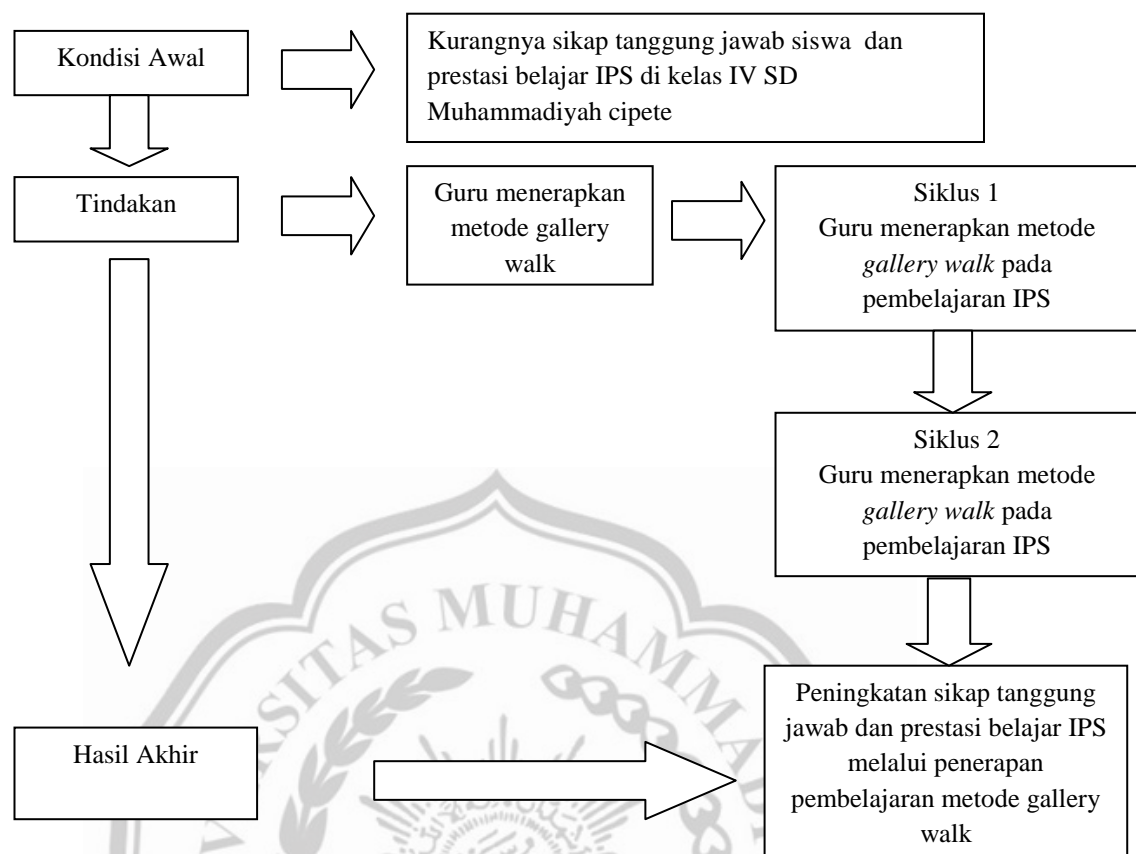 Kondisi Awal
Kurangnya sikap tanggung jawab siswa dan
prestasi belajar IPS di kelas IV SD
Muhammadiyah cipete
Tindakan
Guru menerapkan
metode gallery
walk
Siklus 1
Guru menerapkan metode
gallery walk pada
pembelajaran IPS
Siklus 2
Guru menerapkan metode
gallery walk pada
pembelajaran IPS
Hasil Akhir
Peningkatan sikap tanggung
jawab dan prestasi belajar IPS
melalui penerapan
pembelajaran metode gallery
walk